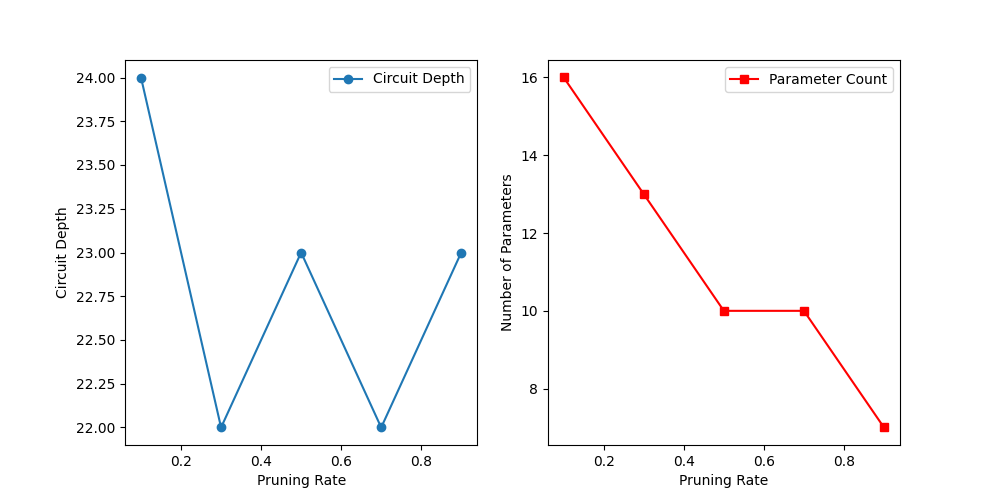 Circuit Depth
24.00
23.75
23.50
23.25
23.00
22.75
22.50
22.25
22.00
Circuit Depth
0.2 0.4 0.6 0.8
Pruning Rate
Parameter Count
16
14
12
10
8
Number of Parameters
0.2 0.4 0.6 0.8
Pruning Rate